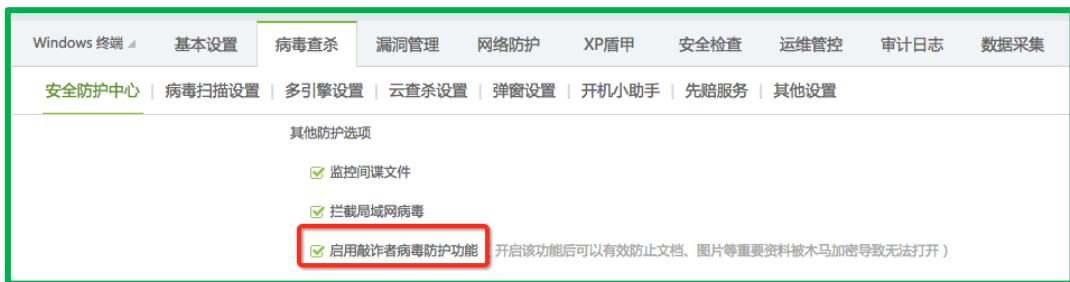 Windows 终端 基本设置 病毒查杀 漏洞管理 网络防护 XP盾甲 安全检查 运维管控 审计日志 数据采集
安全防护中心 | 病毒扫描设置 | 多引擎设置 | 云查杀设置 | 弹窗设置 | 开机小助手 | 先赔服务 | 其他设置
其他防护选项
监控间谍文件
拦截局域网病毒
启用敲诈者病毒防护功能 ( 开启该功能后可以有效防止文档、图片等重要资料被木马加密导致无法打开 )